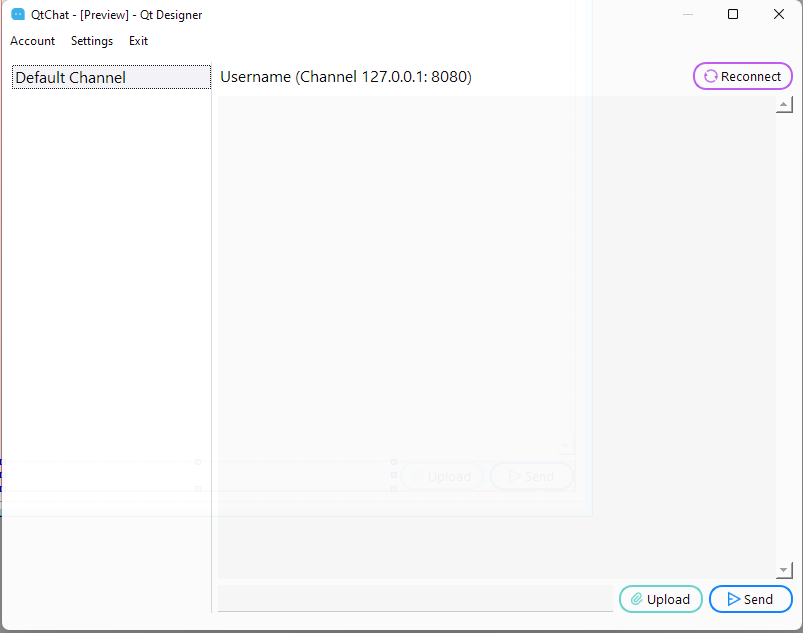 QtChat - [Preview] - Qt Designer
Account Settings Exit
Default Channel
Username (Channel 127.0.0.1: 8080)
Reconnect
Upload Send
Upload Send